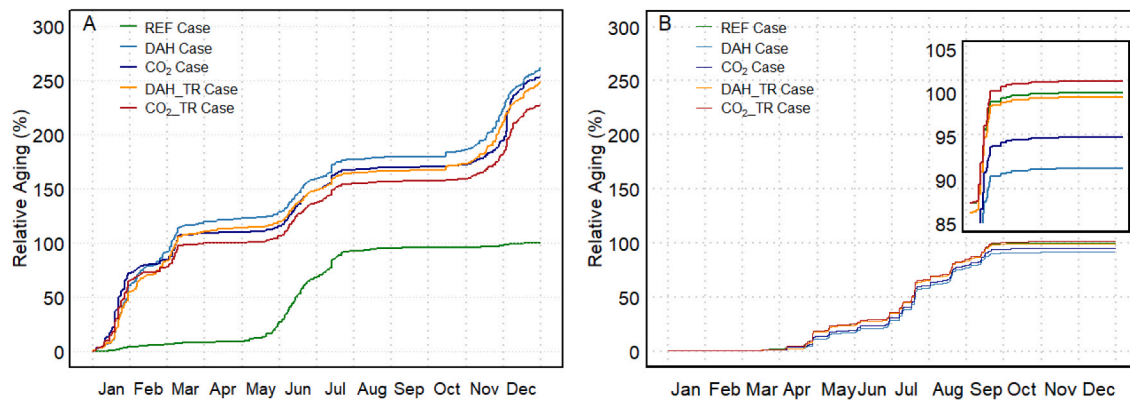 A
Relative Aging (%)
300
250
200
150
100
50
0
REF Case
DAH Case
CO₂ Case
DAH_TR Case
CO₂_TR Case
Jan Feb Mar Apr May Jun Jul Aug Sep Oct Nov Dec
B
Relative Aging (%)
300
250
200
150
100
50
0
REF Case
DAH Case
CO₂ Case
DAH_TR Case
CO₂_TR Case
105
100
95
90
85
Jan Feb Mar Apr May Jun Jul Aug Sep Oct Nov Dec